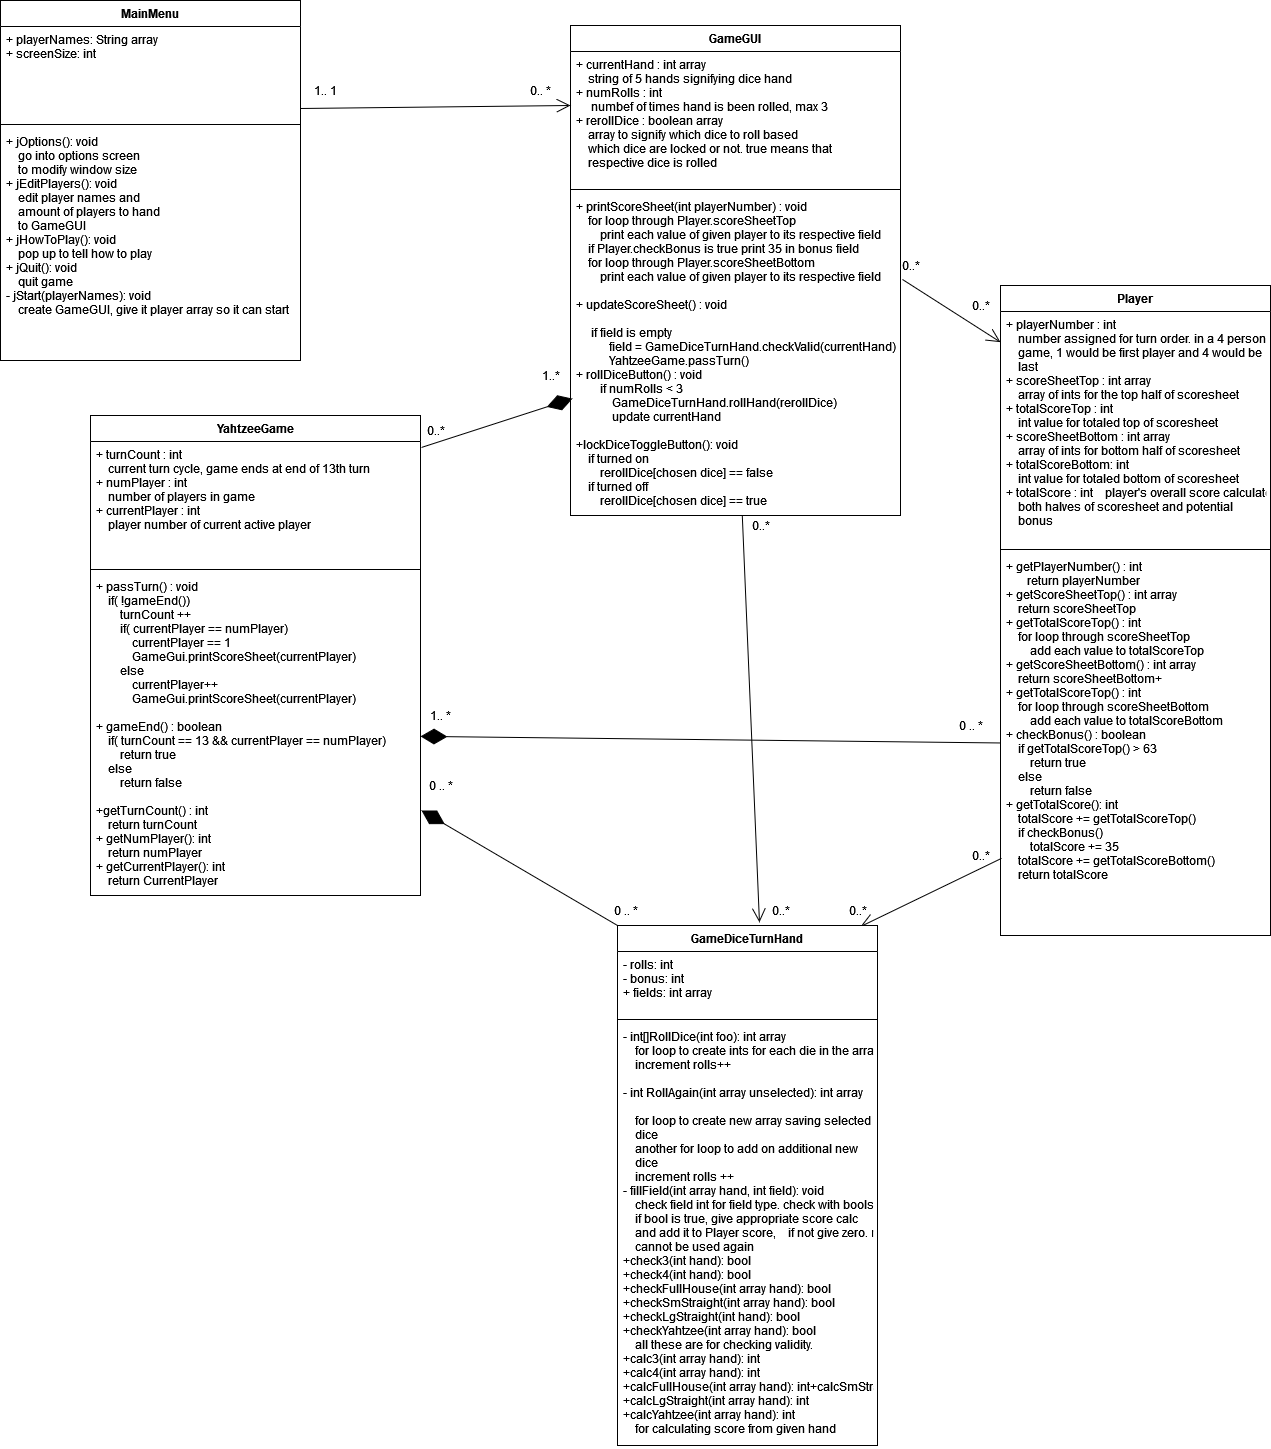 MainMenu
+ playerNames: String array
+ screenSize: int
+ jOptions(): void
go into options screen
to modify window size
+ jEditPlayers(): void
edit player names and
amount of players to hand
to GameGUI
+ jHowToPlay(): void
pop up to tell how to play
+ jQuit(): void
quit game
- jStart(playerNames): void
create GameGUI, give it player array so it can start
1.. 1
0.. *
GameGUI
+ currentHand : int array
string of 5 hands signifying dice hand
+ numRolls : int
numbef of times hand is been rolled, max 3
+ rerollDice : boolean array
array to signify which dice to roll based
which dice are locked or not. true means that
respective dice is rolled
+ printScoreSheet(int playerNumber) : void
for loop through Player.scoreSheetTop
print each value of given player to its respective field
if Player.checkBonus is true print 35 in bonus field
for loop through Player.scoreSheetBottom
print each value of given player to its respective field
+ updateScoreSheet() : void
if field is empty
field = GameDiceTurnHand.checkValid(currentHand)
YahtzeeGame.passTurn()
+ rollDiceButton() : void
if numRolls < 3
GameDiceTurnHand.rollHand(rerollDice)
update currentHand
+lockDiceToggleButton(): void
if turned on
rerollDice[chosen dice] == false
if turned off
rerollDice[chosen dice] == true
0..*
0..*
1..*
0..*
0..*
Player
+ playerNumber : int
number assigned for turn order. in a 4 person
game, 1 would be first player and 4 would be
last
+ scoreSheetTop : int array
array of ints for the top half of scoresheet
+ totalScoreTop : int
int value for totaled top of scoresheet
+ scoreSheetBottom : int array
array of ints for bottom half of scoresheet
+ totalScoreBottom: int
int value for totaled bottom of scoresheet
+ totalScore : int player's overall score calculat
both halves of scoresheet and potential
bonus
+ getPlayerNumber() : int
return playerNumber
+ getScoreSheetTop() : int array
return scoreSheetTop
+ getTotalScoreTop() : int
for loop through scoreSheetTop
add each value to totalScoreTop
+ getScoreSheetBottom() : int array
return scoreSheetBottom+
+ getTotalScoreTop() : int
for loop through scoreSheetBottom
add each value to totalScoreBottom
+ checkBonus() : boolean
if getTotalScoreTop() > 63
return true
else
return false
+ getTotalScore(): int
totalScore += getTotalScoreTop()
if checkBonus()
totalScore += 35
totalScore += getTotalScoreBottom()
return totalScore
YahtzeeGame
+ turnCount : int
current turn cycle, game ends at end of 13th turn
+ numPlayer : int
number of players in game
+ currentPlayer : int
player number of current active player
+ passTurn() : void
if( !gameEnd())
turnCount ++
if( currentPlayer == numPlayer)
currentPlayer == 1
GameGui.printScoreSheet(currentPlayer)
else
currentPlayer++
GameGui.printScoreSheet(currentPlayer)
+ gameEnd() : boolean
if( turnCount == 13 && currentPlayer == numPlayer)
return true
else
return false
+getTurnCount() : int
return turnCount
+ getNumPlayer(): int
return numPlayer
+ getCurrentPlayer(): int
return CurrentPlayer
1.. *
0 .. *
0 .. *
0..*
0 .. *
0..*
0..*
GameDiceTurnHand
- rolls: int
- bonus: int
+ fields: int array
- int[]RollDice(int foo): int array
for loop to create ints for each die in the arra
increment rolls++
- int RollAgain(int array unselected): int array
for loop to create new array saving selected
dice
another for loop to add on additional new
dice
increment rolls ++
- fillField(int array hand, int field): void
check field int for field type. check with bools
if bool is true, give appropriate score calc
and add it to Player score, if not give zero.
cannot be used again
+check3(int hand): bool
+check4(int hand): bool
+checkFullHouse(int array hand): bool
+checkSmStraight(int array hand): bool
+checkLgStraight(int hand): bool
+checkYahtzee(int array hand): bool
all these are for checking validity.
+calc3(int array hand): int
+calc4(int array hand): int
+calcFullHouse(int array hand): int+calcSmStr
+calcLgStraight(int array hand): int
+calcYahtzee(int array hand): int
for calculating score from given hand